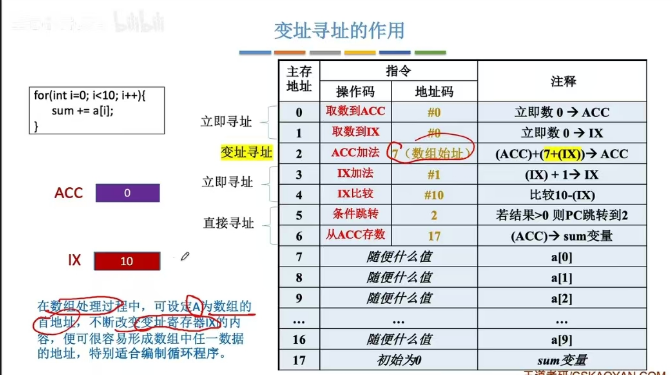 bilibili
变址寻址的作用
for(int i=0; i<10; i++){
sum += a[i];
}
主存地址 指令 注释
操作码 地址码
0 取数到ACC #0 立即数 0 → ACC
立即寻址
1 取数到IX #0 立即数 0 → IX
变址寻址 2 ACC加法 7（数组始址） (ACC)+(7+(IX))→ ACC
3 IX加法 #1 (IX) + 1→ IX
立即寻址
4 IX比较 #10 比较10-(IX)
5 条件跳转 2 若结果>0 则PC跳转到2
直接寻址
6 从ACC存数 17 (ACC)→ sum变量
7 随便什么值 a[0]
8 随便什么值 a[1]
9 随便什么值 a[2]
... ... ...
16 随便什么值 a[9]
17 初始为0 sum变量
ACC 0
IX 10
在数组处理过程中，可设定A为数组的
首地址，不断改变变址寄存器IX的内
容，便可很容易形成数组中任一数据
的地址，特别适合编制循环程序。
王道考研/CSKAOYAN.COM